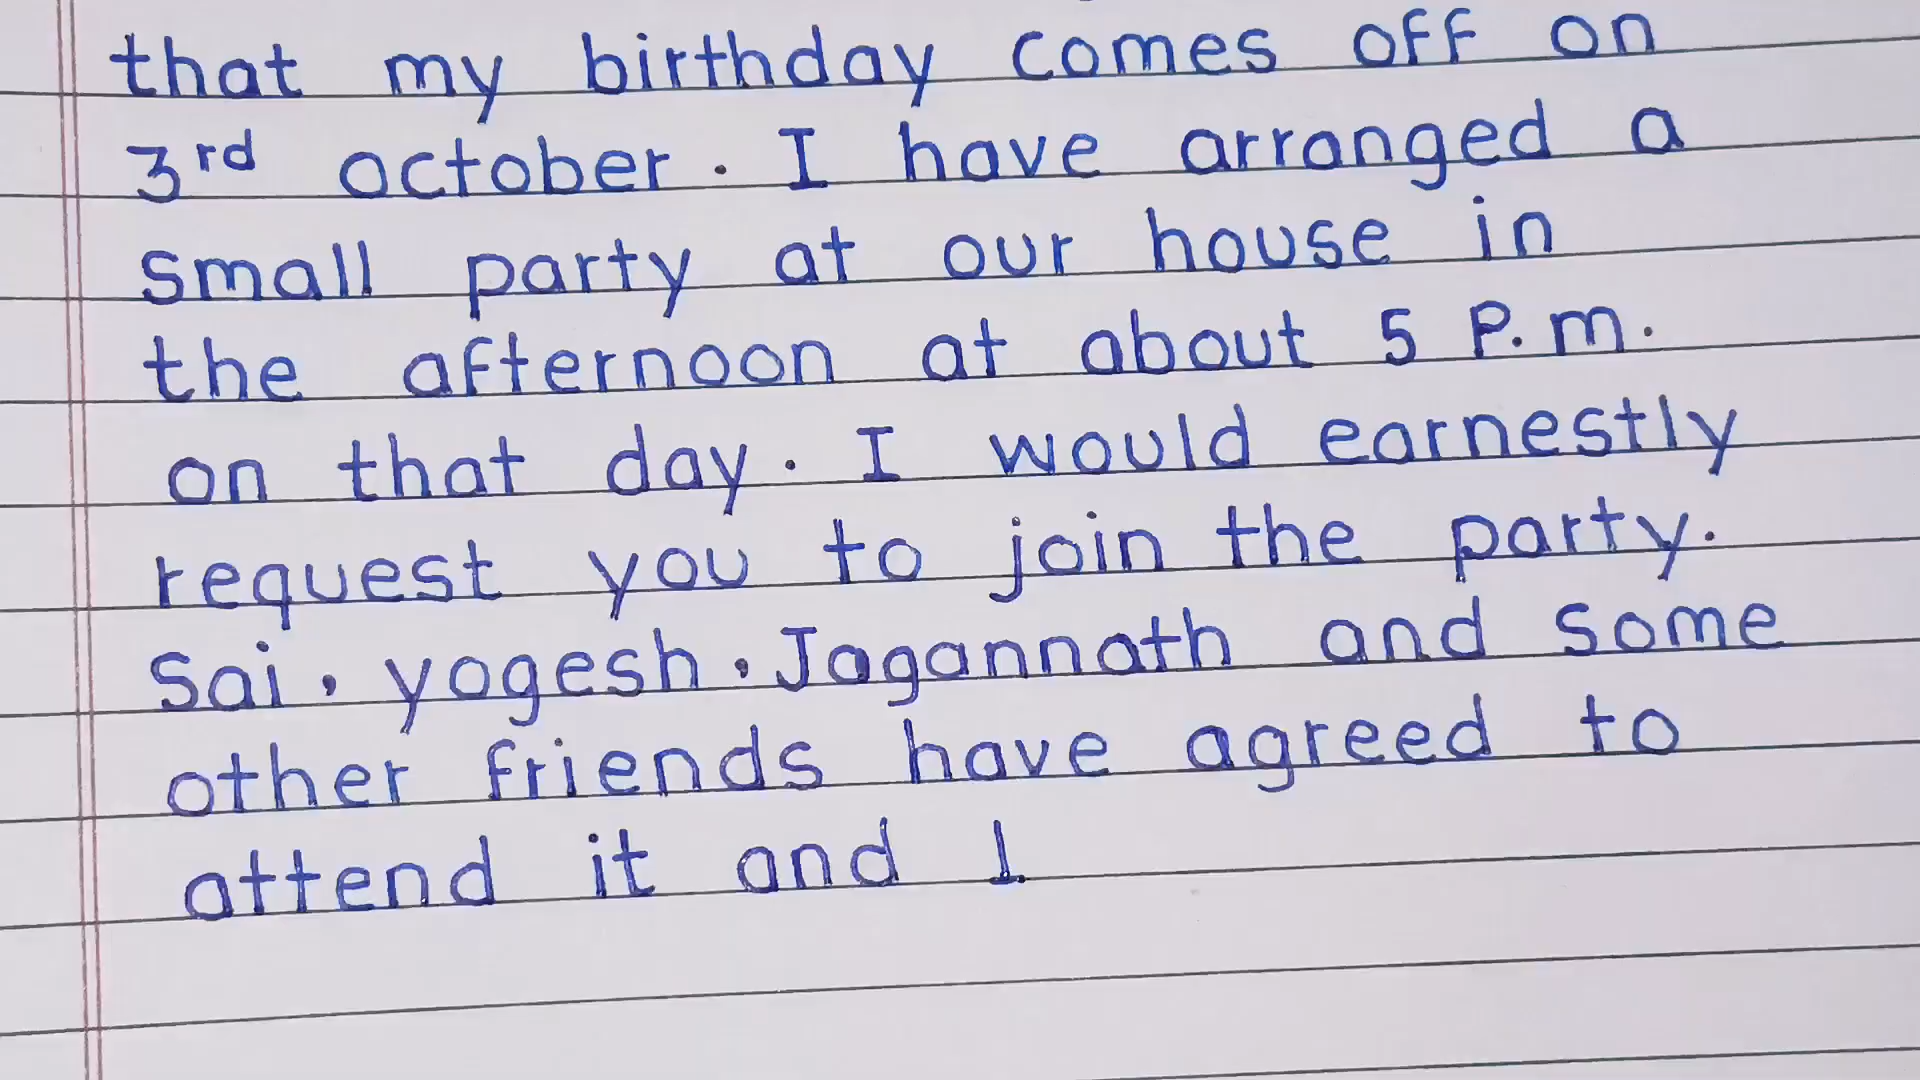 that my birthday comes off on
3rd october. I have arranged a
small party at our house in
the afternoon at about 5 P.m.
on that day. I would earnestly
request you to join the party.
Sai, yogesh, Jagannath and some
other friends have agreed to
attend it and I